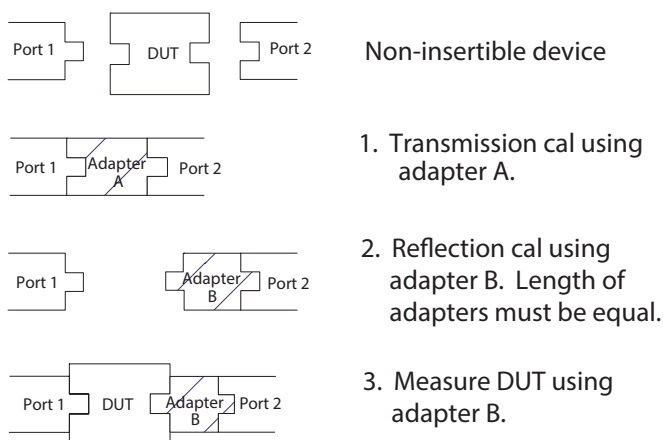 Port 1
DUT
Port 2
Non-insertible device
Port 1
Adapter
A
Port 2
1. Transmission cal using
adapter A.
Port 1
Adapter
B
Port 2
2. Reflection cal using
adapter B. Length of
adapters must be equal.
Port 1
DUT
Adapter
B
Port 2
3. Measure DUT using
adapter B.